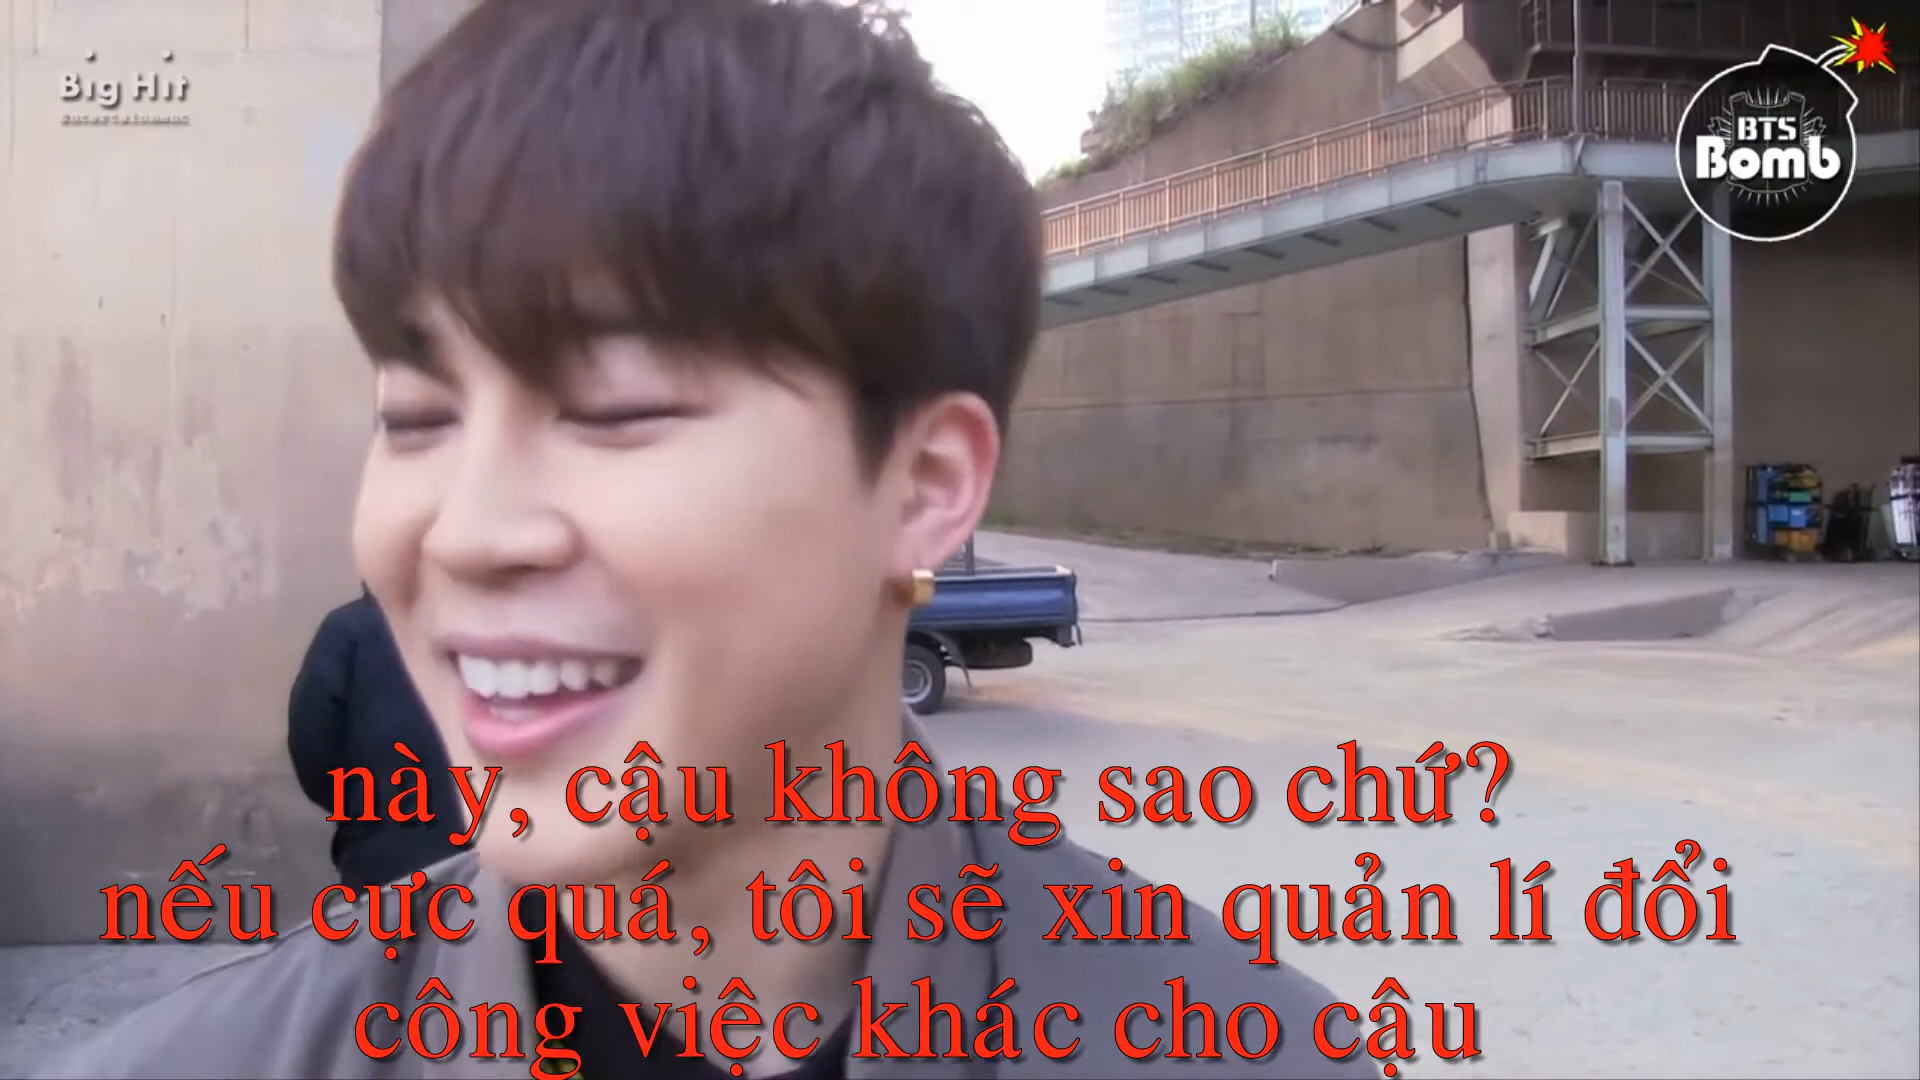 Big Hit
Entertainment
BTS
Bomb
này, cậu không sao chứ?
nếu cực quá, tôi sẽ xin quản lí đổi
công việc khác cho cậu